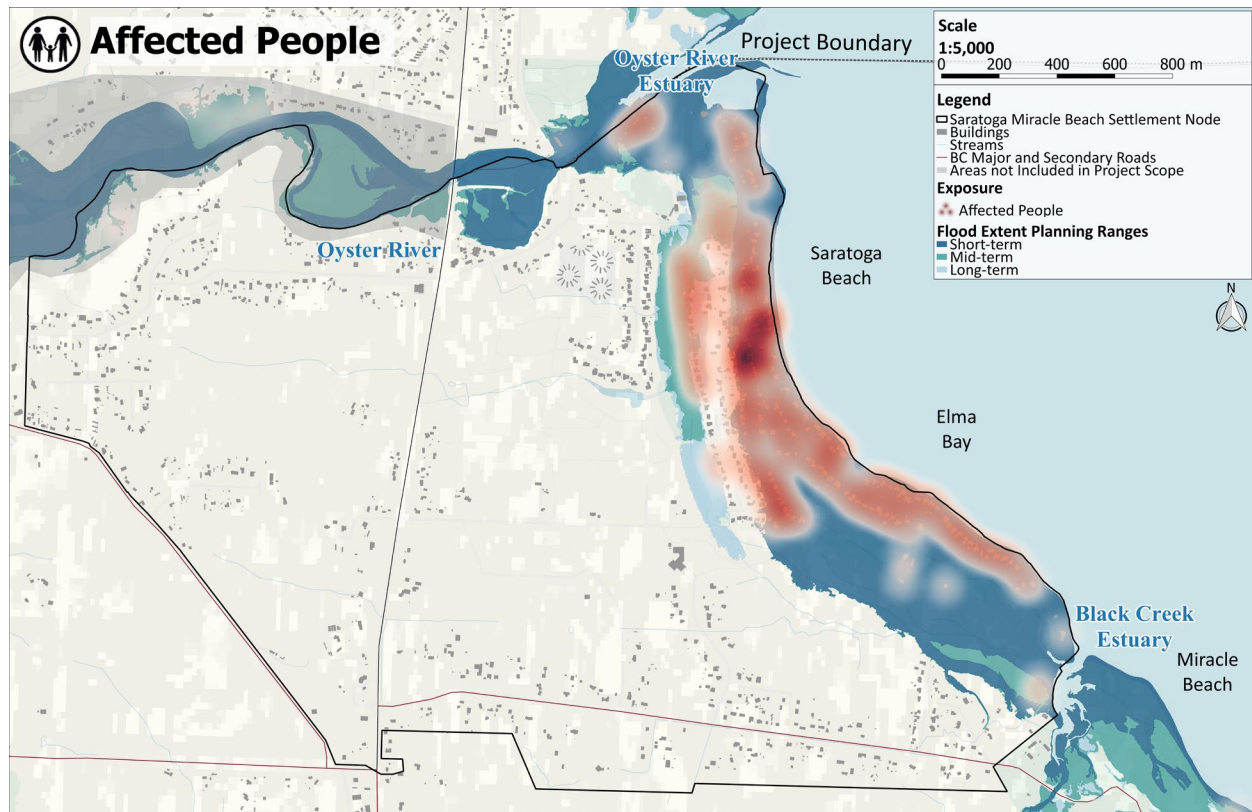 Affected People
Project Boundary
Oyster River
Estuary
Oyster River
Saratoga
Beach
Elma
Bay
Black Creek
Estuary
Miracle
Beach
Scale
1:5,000
0 200 400 600 800 m
Legend
Saratoga Miracle Beach Settlement Node
Buildings
Streams
BC Major and Secondary Roads
Areas not Included in Project Scope
Exposure
Affected People
Flood Extent Planning Ranges
Short-term
Mid-term
Long-term
N